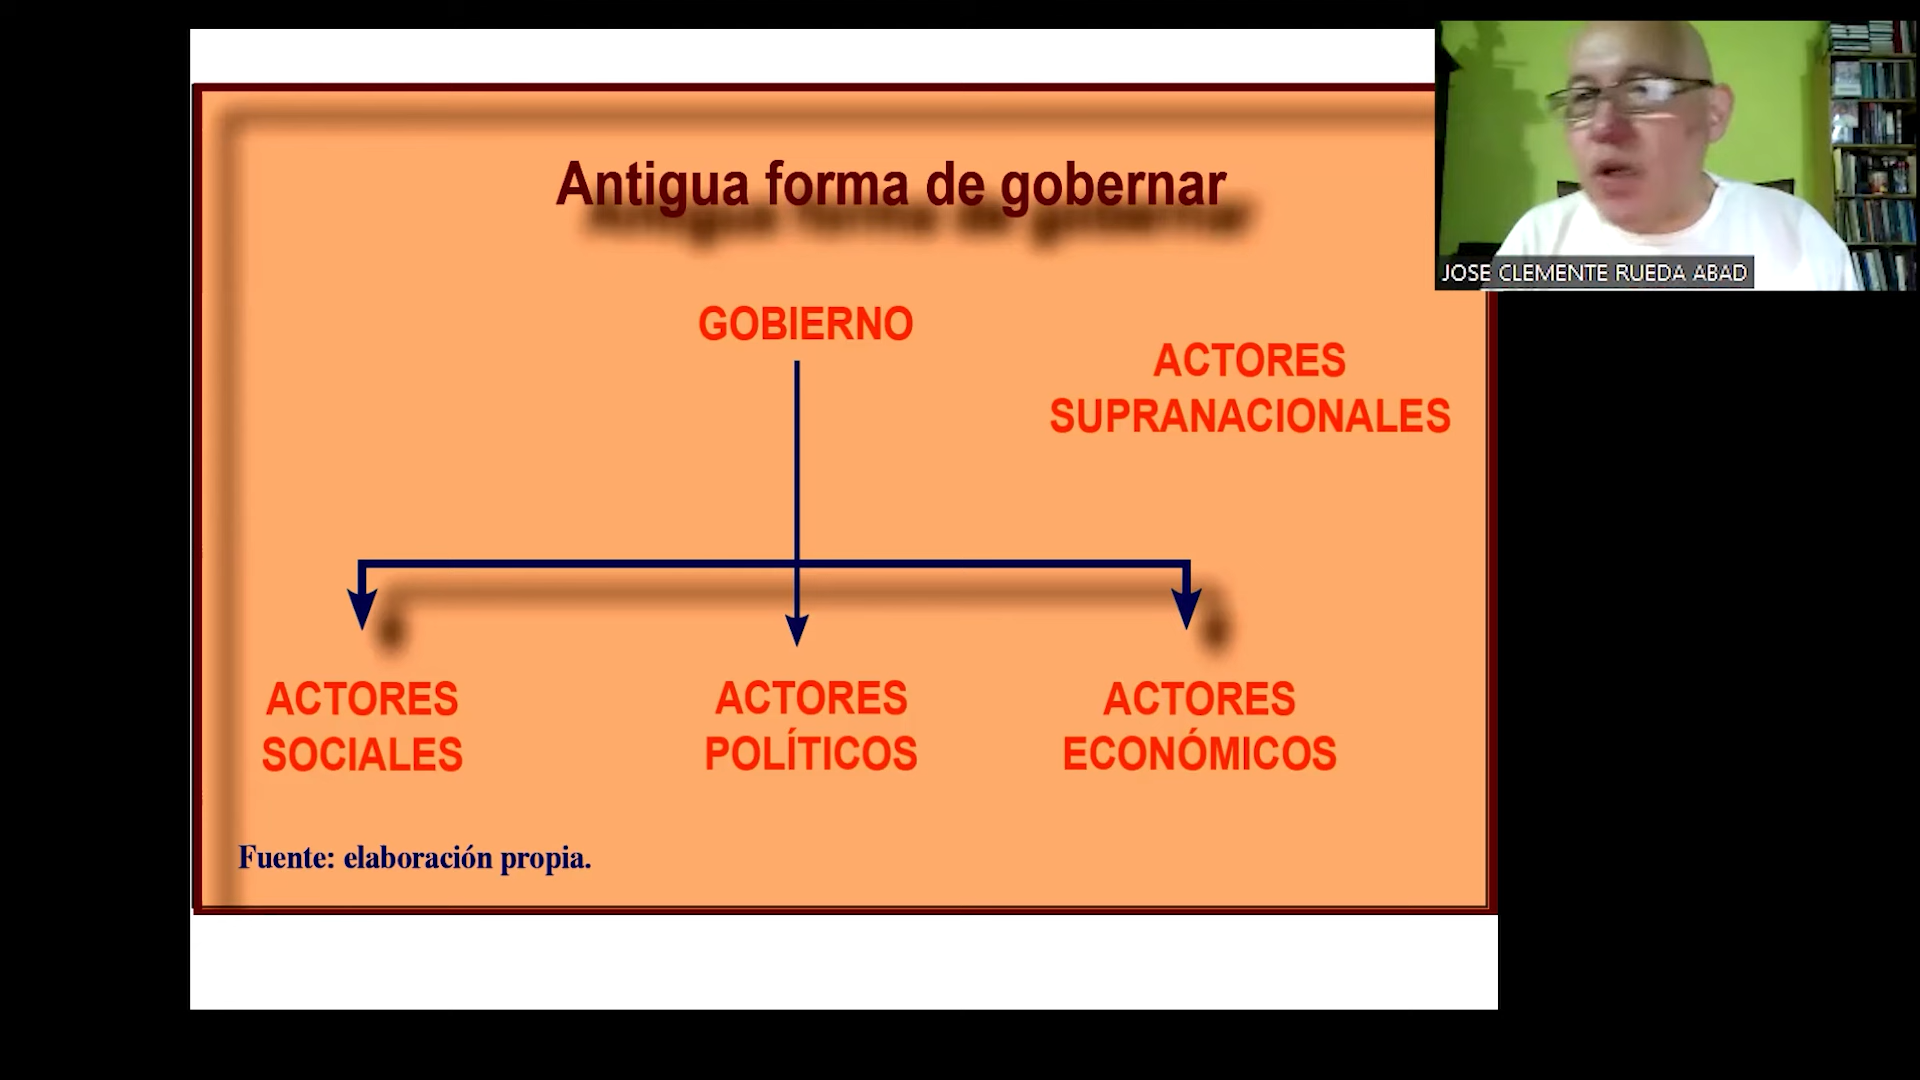 Antigua forma de gobernar
GOBIERNO
ACTORES
SUPRANACIONALES
ACTORES
SOCIALES
ACTORES
POLÍTICOS
ACTORES
ECONÓMICOS
Fuente: elaboración propia.
JOSE CLEMENTE RUEDA ABAD